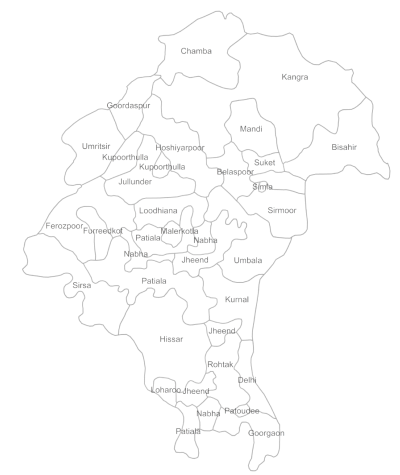 Chamba
Kangra
Goordaspur
Mandi
Umritsir
Hoshiyarpoor
Bisahir
Kupoorthulla
Suket
Kupoorthulla
Belaspoor
Jullunder
Simla
Loodhiana
Sirmoor
Ferozpoor
Furreedkot
Malerkotla
Patiala
Nabha
Nabha
Jheend
Umbala
Patiala
Sirsa
Kurnal
Jheend
Hissar
Rohtak
Delhi
Loharoo
Jheend
Nabha
Patoudee
Patiala
Goorgaon